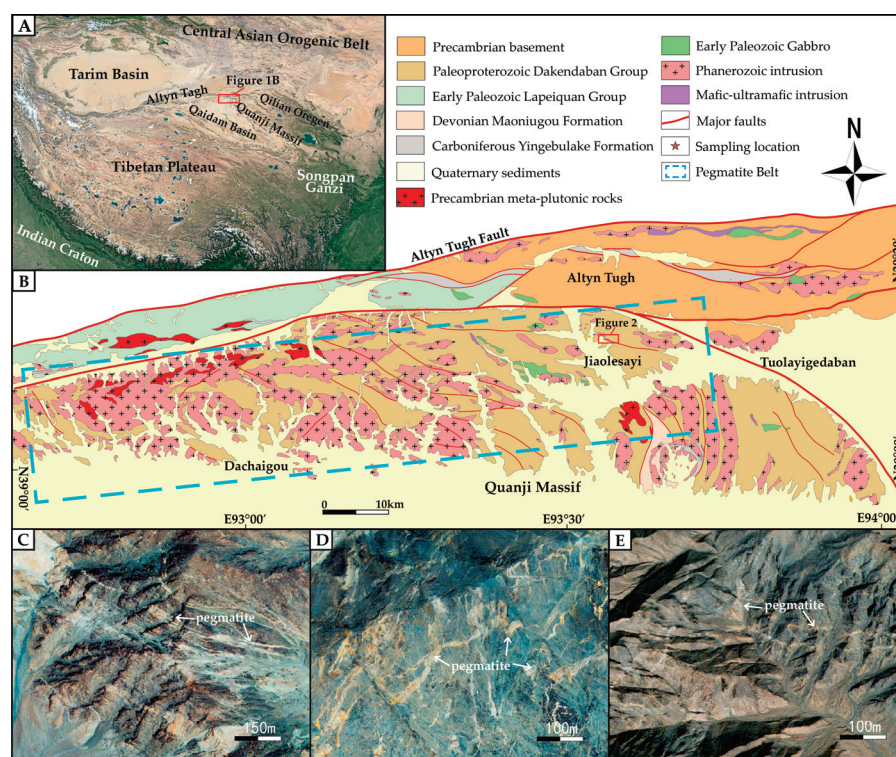 A
Central Asian Orogenic Belt
Tarim Basin
Figure 1B
Altyn Tagh
Qilian Oregen
Quanji Massif
Qaidam Basin
Tibetan Plateau
Songpan
Ganzi
Indian Craton
Precambrian basement
Paleoproterozoic Dakendaban Group
Early Paleozoic Lapeiquan Group
Devonian Maoniugou Formation
Carboniferous Yingebulake Formation
Quaternary sediments
Precambrian meta-plutonic rocks
Early Paleozoic Gabbro
Phanerozoic intrusion
Mafic-ultramafic intrusion
Major faults
Sampling location
Pegmatite Belt
N
B
Altyn Tugh Fault
Altyn Tugh
Figure 2
Jiaolesayi
Tuolayigedaban
Dachaigou
Quanji Massif
N39°00'
0 10km
E93°00'
E93°30'
E94°00'
C
pegmatite
150m
D
pegmatite
100m
E
pegmatite
100m